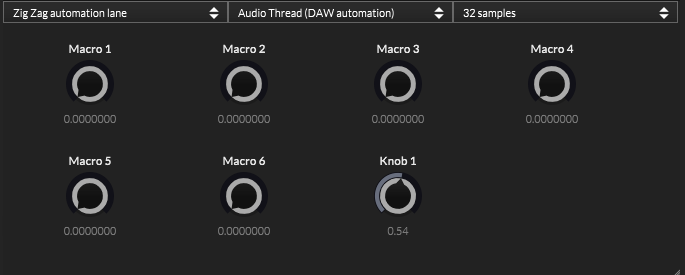 Zig Zag automation lane Audio Thread (DAW automation) 32 samples
Macro 1 Macro 2 Macro 3 Macro 4
0.0000000 0.0000000 0.0000000 0.0000000
Macro 5 Macro 6 Knob 1
0.0000000 0.0000000 0.54